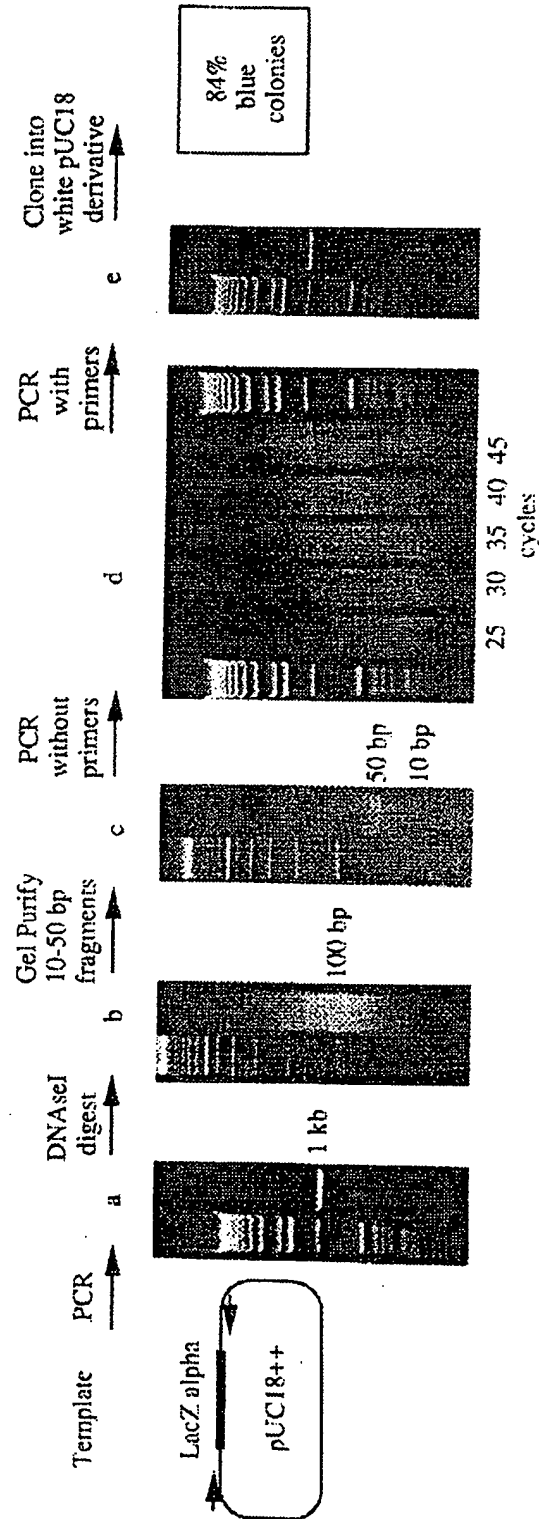 Template
LacZ alpha
pUC18++
PCR
a
1 kb
DNAseI
digest
b
100 bp
Gel Purify
10-50 bp
fragments
c
50 bp
10 bp
PCR
without
primers
d
25 30 35 40 45
cycles
PCR
with
primers
e
Clone into
white pUC18
derivative
84%
blue
colonies